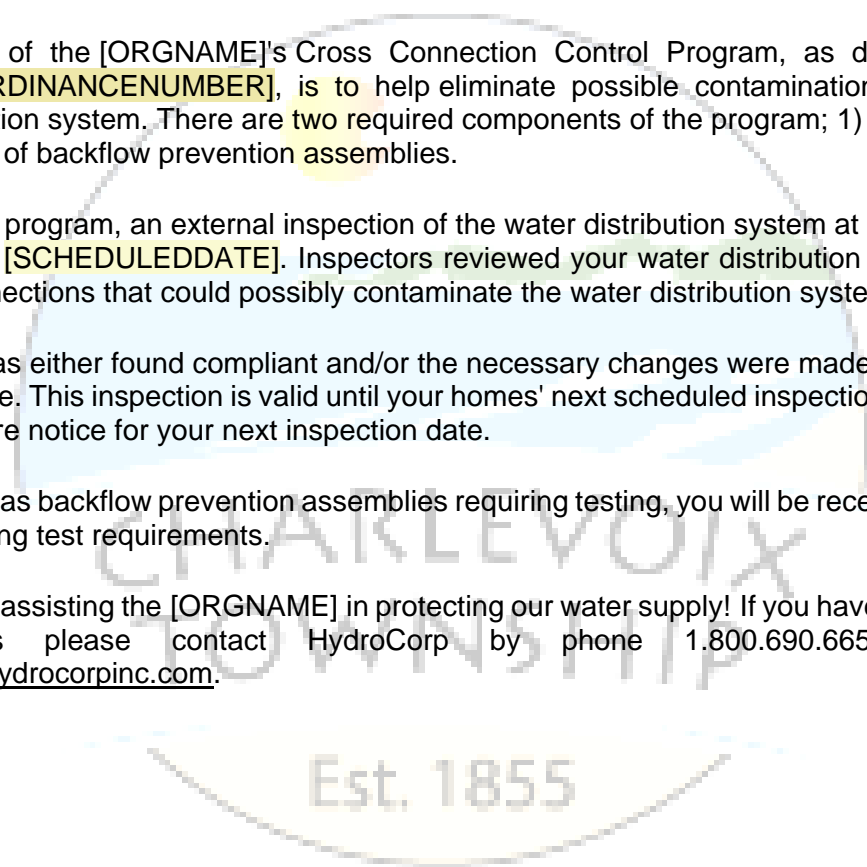 of the [ORGNAME]'s Cross Connection Control Program, as d
RDINANCENUMBER], is to help eliminate possible contamination
ion system. There are two required components of the program; 1)
of backflow prevention assemblies.
program, an external inspection of the water distribution system at
[SCHEDULEDDATE]. Inspectors reviewed your water distribution
nections that could possibly contaminate the water distribution syste
as either found compliant and/or the necessary changes were made
e. This inspection is valid until your homes' next scheduled inspectio
re notice for your next inspection date.
as backflow prevention assemblies requiring testing, you will be rece
ng test requirements.
assisting the [ORGNAME] in protecting our water supply! If you have
s please contact HydroCorp by phone 1.800.690.665
ydrocorpinc.com.
CHARLEVOIX
TOWNSHIP
Est. 1855